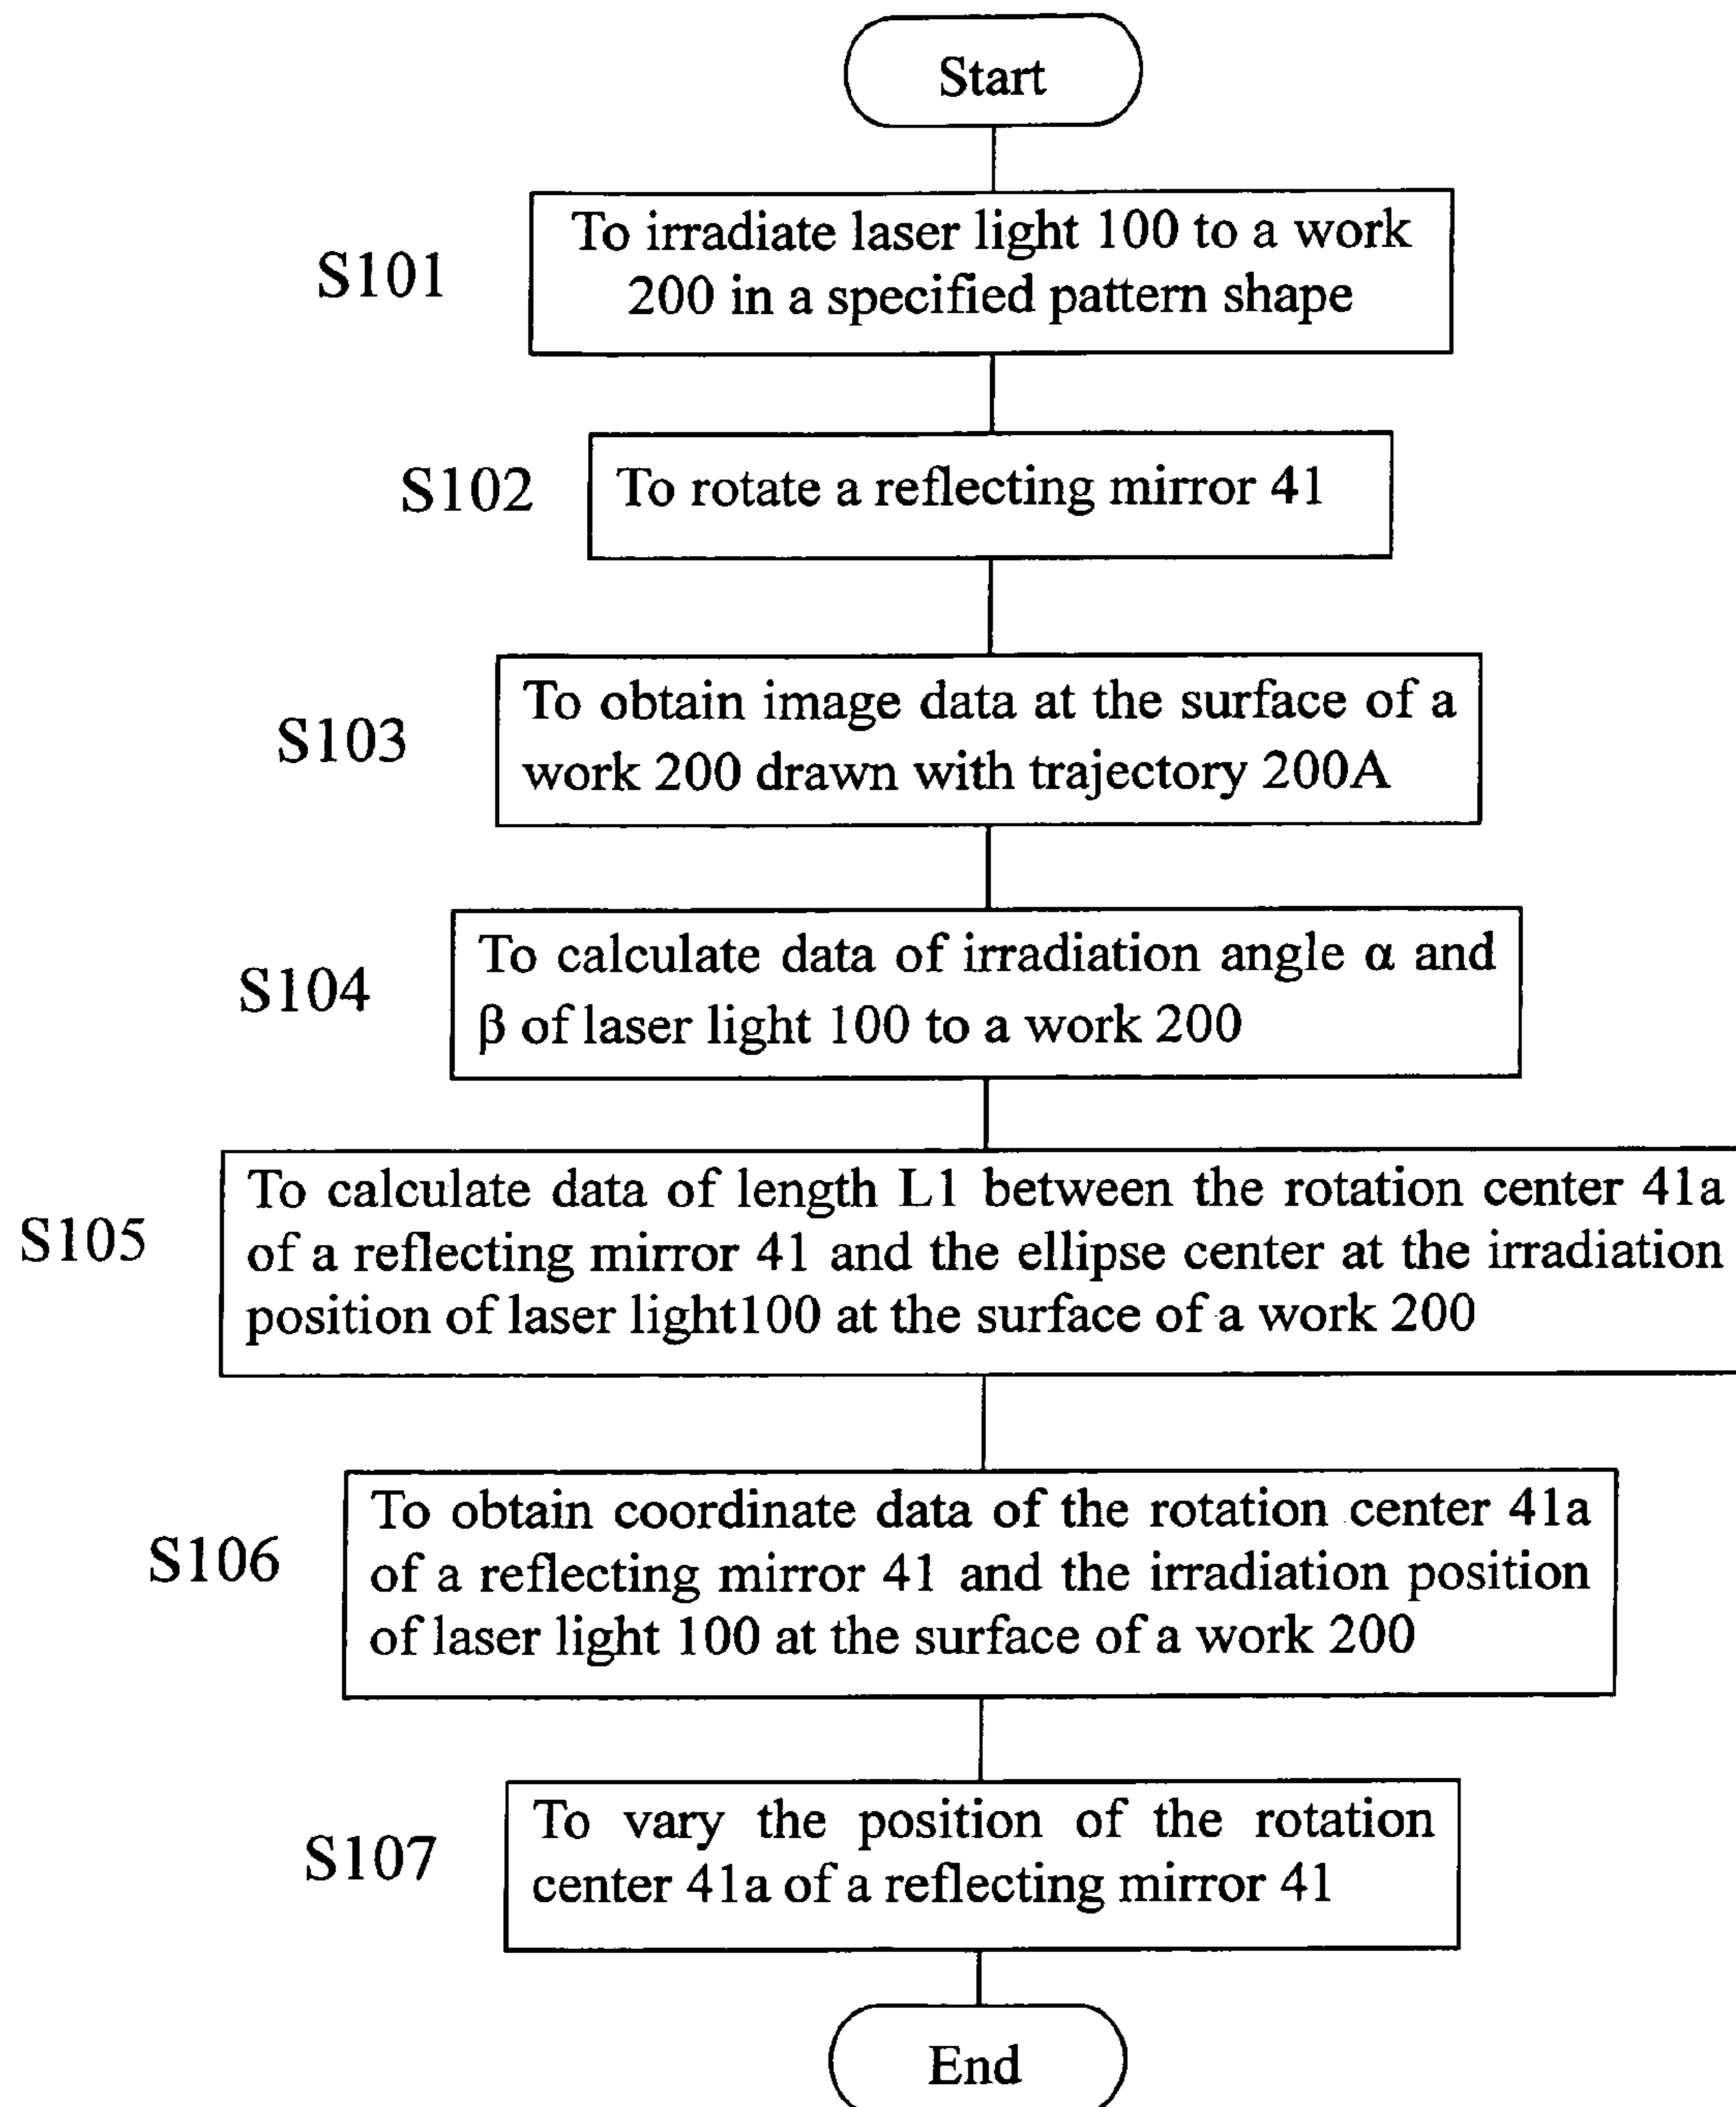 Start
S101
To irradiate laser light 100 to a work
200 in a specified pattern shape
S102
To rotate a reflecting mirror 41
S103
To obtain image data at the surface of a
work 200 drawn with trajectory 200A
S104
To calculate data of irradiation angle α and
β of laser light 100 to a work 200
S105
To calculate data of length L1 between the rotation center 41a
of a reflecting mirror 41 and the ellipse center at the irradiation
position of laser light100 at the surface of a work 200
S106
To obtain coordinate data of the rotation center 41a
of a reflecting mirror 41 and the irradiation position
of laser light 100 at the surface of a work 200
S107
To vary the position of the rotation
center 41a of a reflecting mirror 41
End